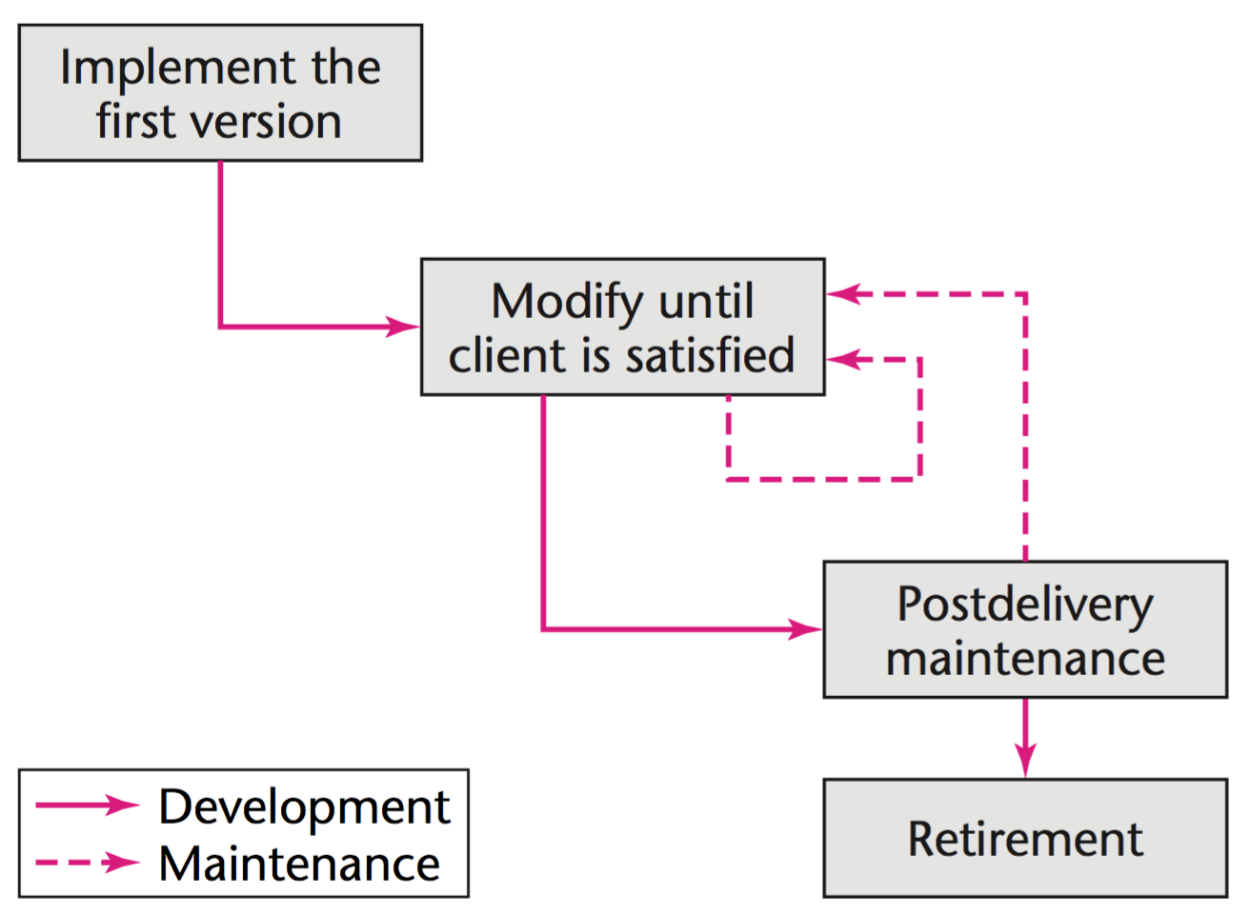 Implement the
first version
Modify until
client is satisfied
Postdelivery
maintenance
Retirement
Development
Maintenance